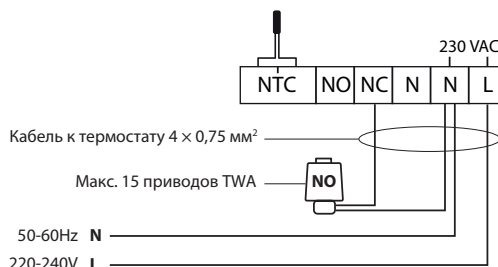 230 VAC
NTC NO NC N N L
Кабель к термостату 4 × 0,75 мм²
Макс. 15 приводов TWA NO
50-60Hz N
220-240V L